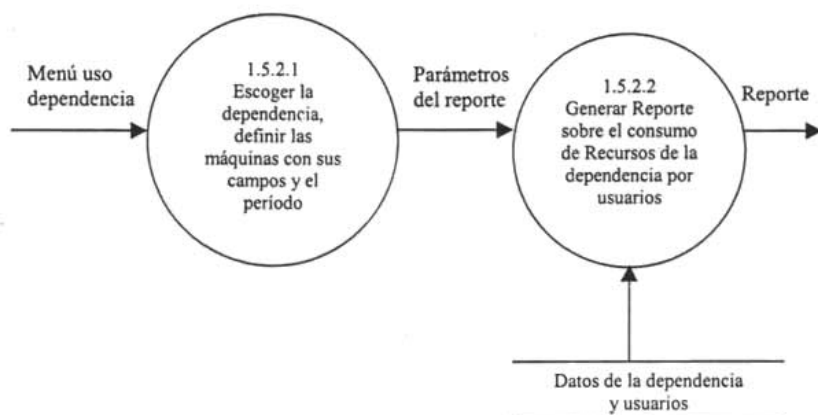 Menú uso
dependencia
1.5.2.1
Escoger la
dependencia,
definir las
máquinas con sus
campos y el
período
Parámetros
del reporte
1.5.2.2
Generar Reporte
sobre el consumo
de Recursos de la
dependencia por
usuarios
Reporte
Datos de la dependencia
y usuarios